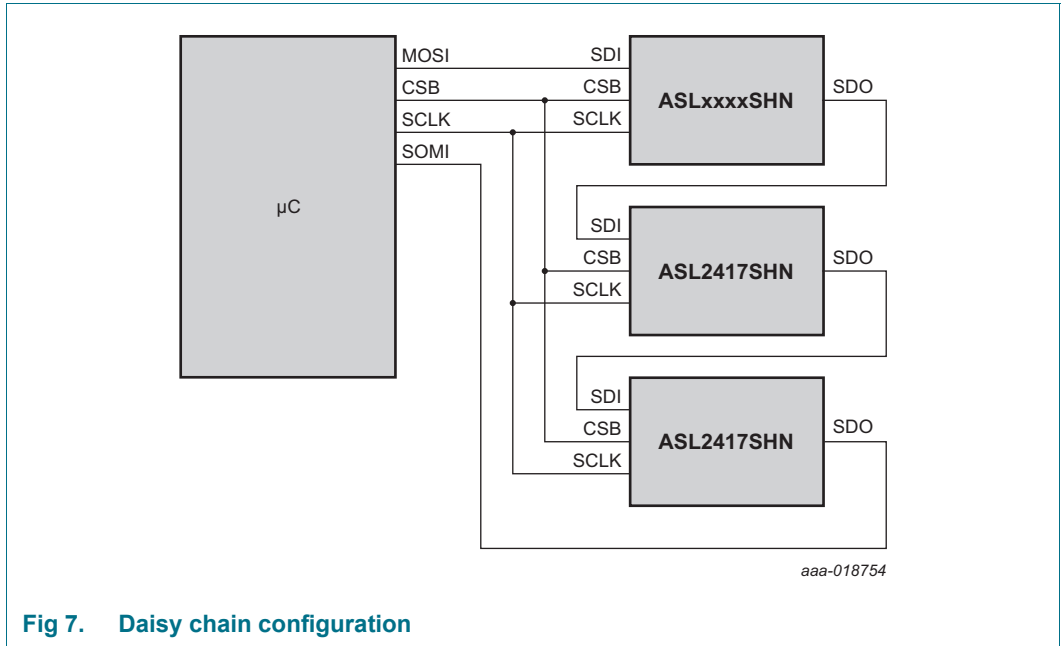 MOSI
CSB
SCLK
SOMI
µC
SDI
CSB
SCLK
ASLxxxxSHN
SDO
SDI
CSB
SCLK
ASL2417SHN
SDO
SDI
CSB
SCLK
ASL2417SHN
SDO
aaa-018754
Fig 7. Daisy chain configuration